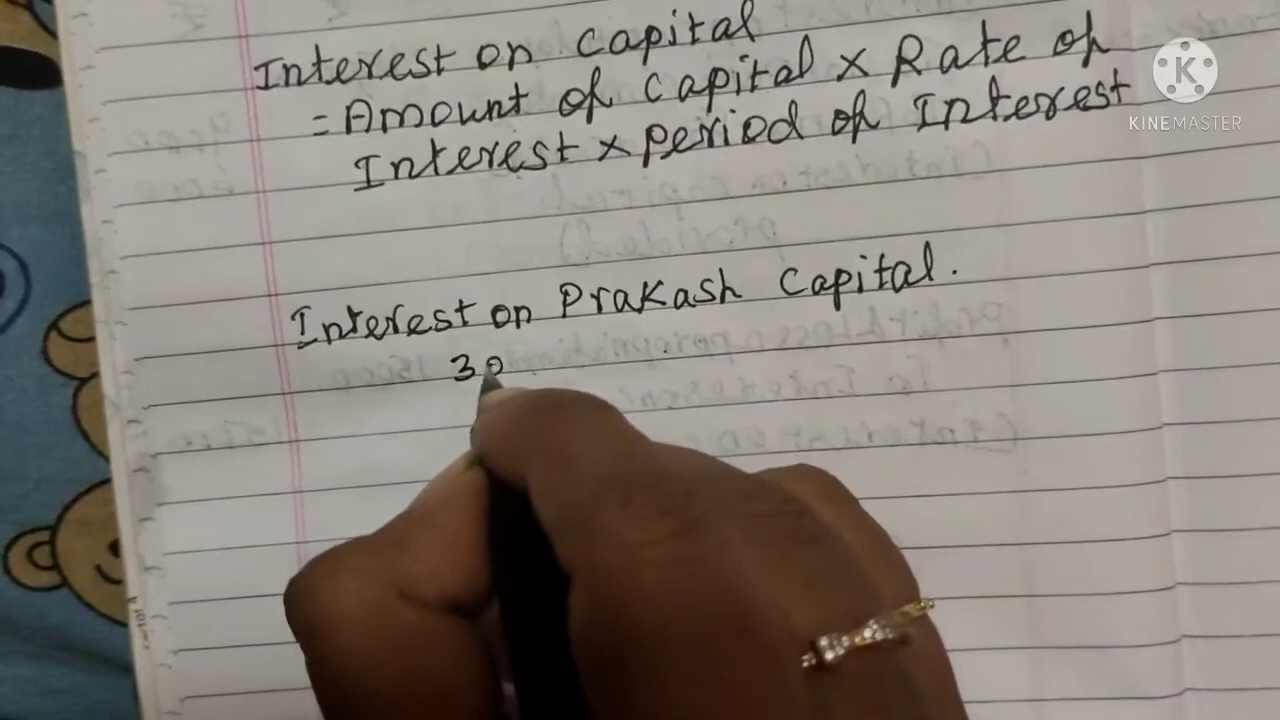 Interest on capital
= Amount of capital × Rate of
Interest × period of Interest
Interest on Prakash Capital.
30
K
KINEMASTER